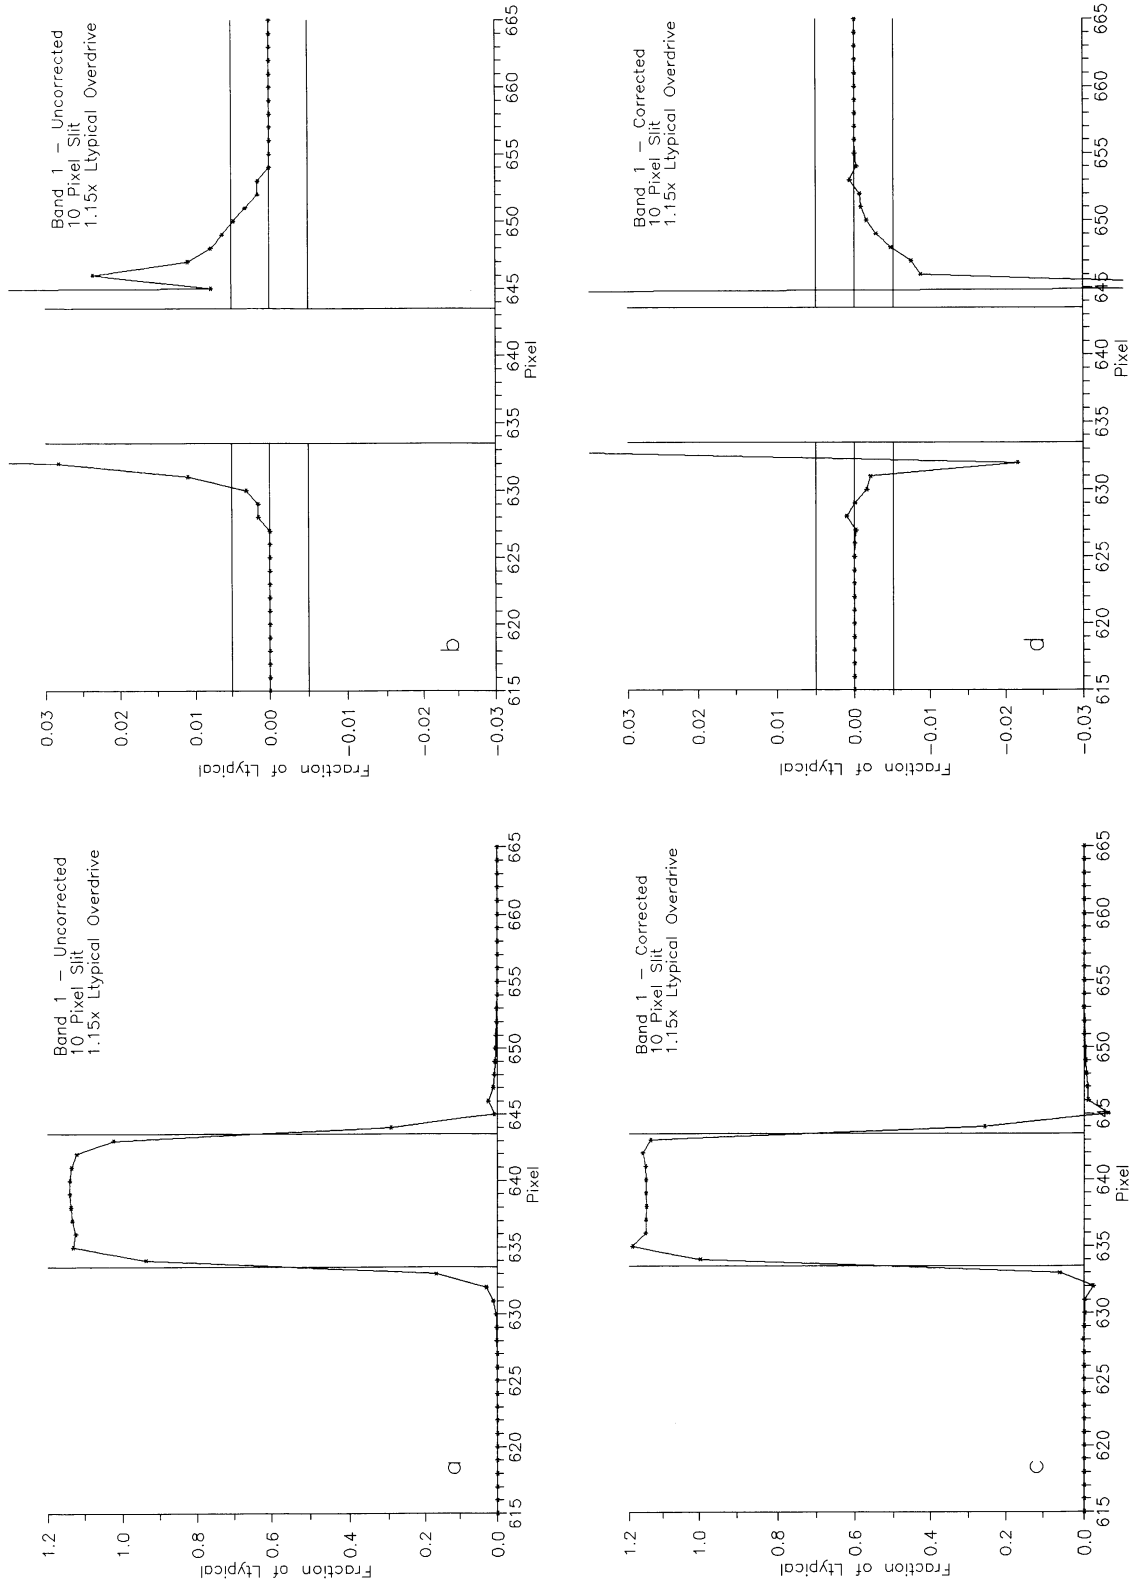 Band 1 – Uncorrected
10 Pixel Slit
1.15x Ltypical Overdrive
Fraction of Ltypical
1.2
1.0
0.8
0.6
0.4
0.2
0.0
615 620 625 630 635 640 645 650 655 660 665
Pixel
a
Band 1 – Uncorrected
10 Pixel Slit
1.15x Ltypical Overdrive
Fraction of Ltypical
0.03
0.02
0.01
0.00
−0.01
−0.02
−0.03
615 620 625 630 635 640 645 650 655 660 665
Pixel
b
Band 1 – Corrected
10 Pixel Slit
1.15x Ltypical Overdrive
Fraction of Ltypical
1.2
1.0
0.8
0.6
0.4
0.2
0.0
615 620 625 630 635 640 645 650 655 660 665
Pixel
c
Band 1 – Corrected
10 Pixel Slit
1.15x Ltypical Overdrive
Fraction of Ltypical
0.03
0.02
0.01
0.00
−0.01
−0.02
−0.03
615 620 625 630 635 640 645 650 655 660 665
Pixel
d